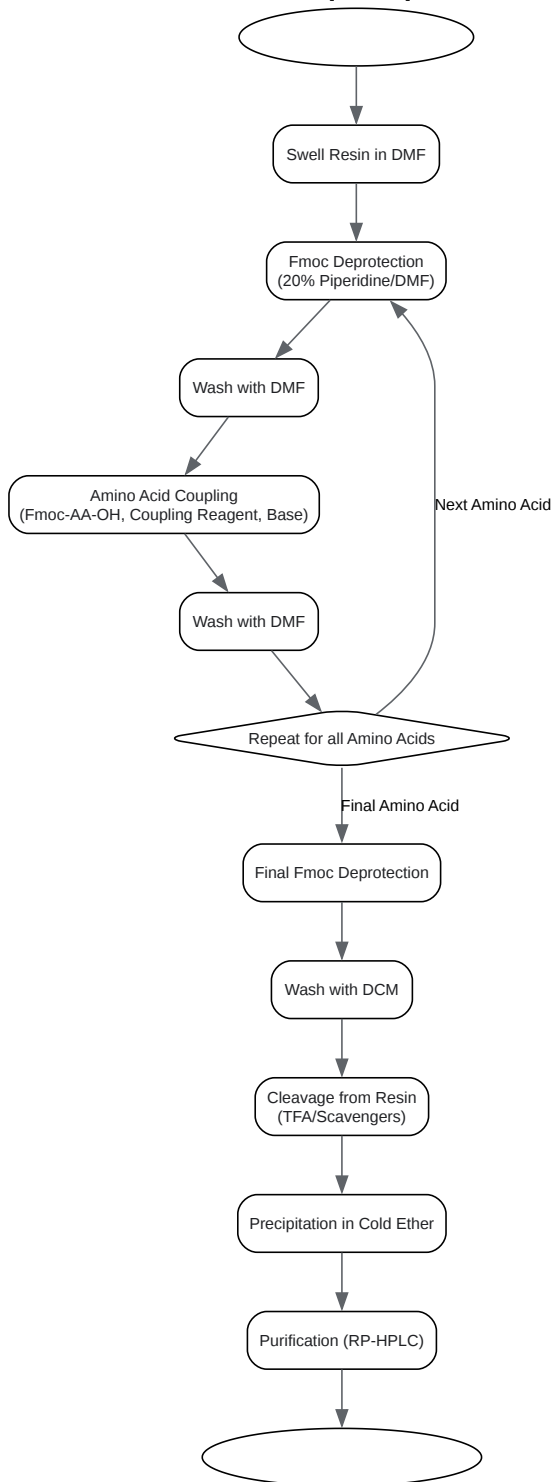 Swell Resin in DMF
Fmoc Deprotection
(20% Piperidine/DMF)
Wash with DMF
Amino Acid Coupling
(Fmoc-AA-OH, Coupling Reagent, Base)
Next Amino Acid
Wash with DMF
Repeat for all Amino Acids
Final Amino Acid
Final Fmoc Deprotection
Wash with DCM
Cleavage from Resin
(TFA/Scavengers)
Precipitation in Cold Ether
Purification (RP-HPLC)